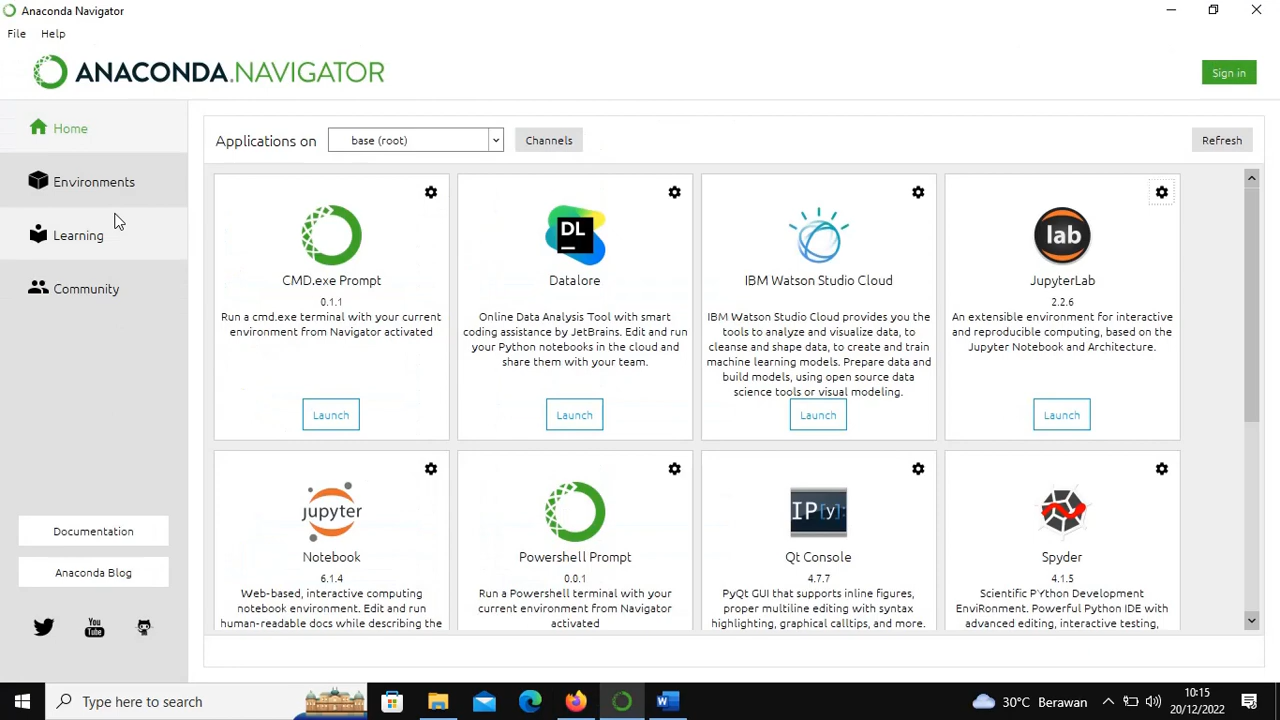 Anaconda Navigator
File Help
ANACONDA.NAVIGATOR
Sign in
Home
Environments
Learning
Community
Documentation
Anaconda Blog
You
Tube
Applications on base (root) Channels Refresh
CMD.exe Prompt
0.1.1
Run a cmd.exe terminal with your current
environment from Navigator activated
Launch
DL
Datalore
Online Data Analysis Tool with smart
coding assistance by JetBrains. Edit and run
your Python notebooks in the cloud and
share them with your team.
Launch
IBM Watson Studio Cloud
IBM Watson Studio Cloud provides you the
tools to analyze and visualize data, to
cleanse and shape data, to create and train
machine learning models. Prepare data and
build models, using open source data
science tools or visual modeling.
Launch
lab
JupyterLab
2.2.6
An extensible environment for interactive
and reproducible computing, based on the
Jupyter Notebook and Architecture.
Launch
jupyter
Notebook
6.1.4
Web-based, interactive computing
notebook environment. Edit and run
human-readable docs while describing the
Powershell Prompt
0.0.1
Run a Powershell terminal with your
current environment from Navigator
activated
IP[y]:
Qt Console
4.7.7
PyQt GUI that supports inline figures,
proper multiline editing with syntax
highlighting, graphical calltips, and more.
Spyder
4.1.5
Scientific PYthon Development
EnviRonment. Powerful Python IDE with
advanced editing, interactive testing,
Type here to search
W
30°C Berawan
10:15
20/12/2022